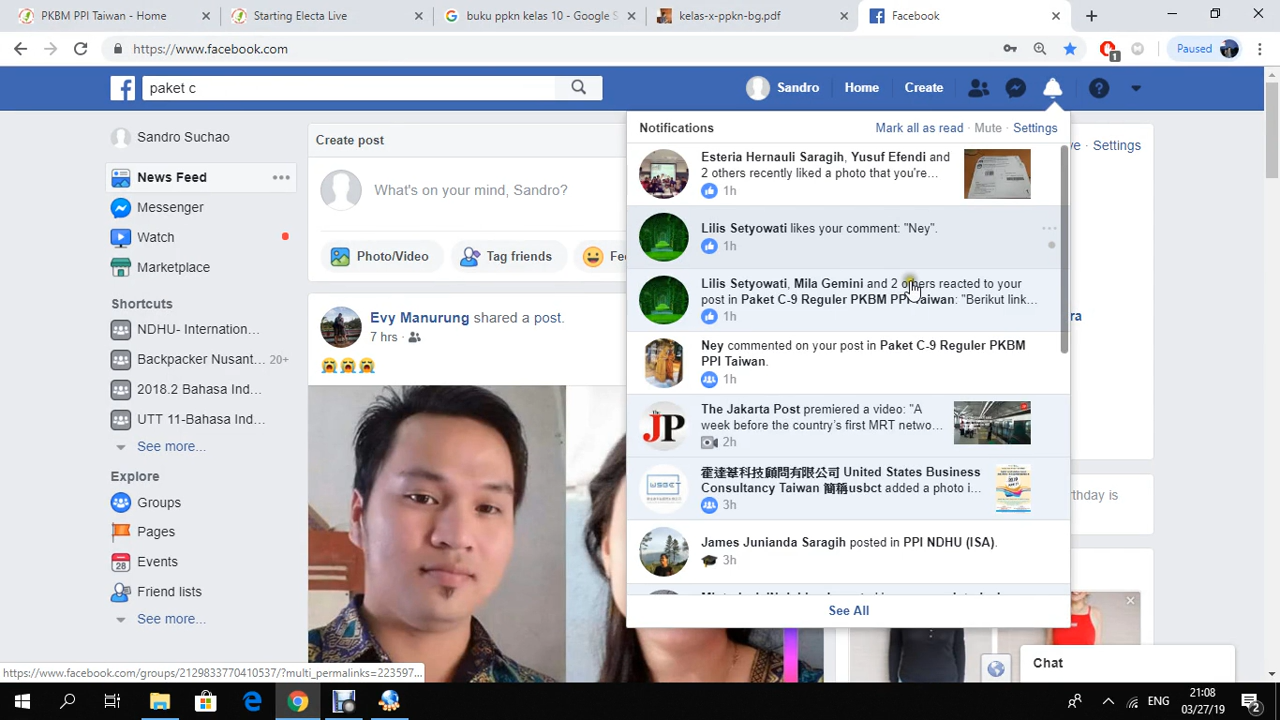 PKBM PPI Taiwan - Home
Starting Electa Live
buku ppkn kelas 10 - Google S
kelas-x-ppkn-bg.pdf
Facebook
https://www.facebook.com
1
Paused
paket c
Sandro
Home
Create
Sandro Suchao
News Feed
Messenger
Watch
Marketplace
Shortcuts
NDHU- Internation...
Backpacker Nusant... 20+
2018.2 Bahasa Ind...
UTT 11-Bahasa Ind...
See more...
Explore
Groups
Pages
Events
Friend lists
See more...
Create post
What's on your mind, Sandro?
Photo/Video
Tag friends
Fee
Evy Manurung shared a post.
7 hrs
Notifications
Mark all as read · Mute · Settings
Esteria Hernauli Saragih, Yusuf Efendi and
2 others recently liked a photo that you're...
1h
Lilis Setyowati likes your comment: "Ney".
1h
Lilis Setyowati, Mila Gemini and 2 others reacted to your
post in Paket C-9 Reguler PKBM PPI Taiwan: "Berikut link...
1h
Ney commented on your post in Paket C-9 Reguler PKBM
PPI Taiwan.
1h
The Jakarta Post premiered a video: "A
week before the country's first MRT netwo...
2h
霍達基科技顧問有限公司 United States Business
Consultancy Taiwan 簡稱usbct added a photo i...
3h
James Junianda Saragih posted in PPI NDHU (ISA).
3h
See All
ve · Settings
ra
rthday is
Chat
https://www.facebook.com/groups/2129833770410537/?multi_permalinks=223597...
ENG
21:08
03/27/19
2